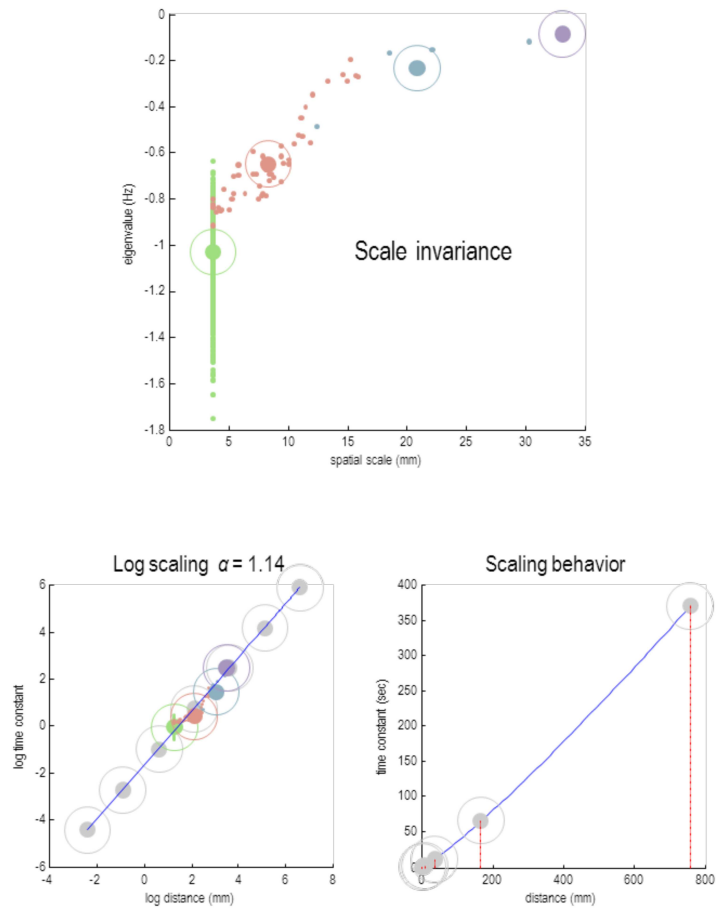 0
-0.2
-0.4
-0.6
-0.8
-1
-1.2
-1.4
-1.6
-1.8
eigenvalue (Hz)
Scale invariance
0 5 10 15 20 25 30 35
spatial scale (mm)
Log scaling α = 1.14
6
4
2
0
-2
-4
-6
log time constant
-4 -2 0 2 4 6 8
log distance (mm)
Scaling behavior
400
350
300
250
200
150
100
50
0
time constant (sec)
0 200 400 600 800
distance (mm)